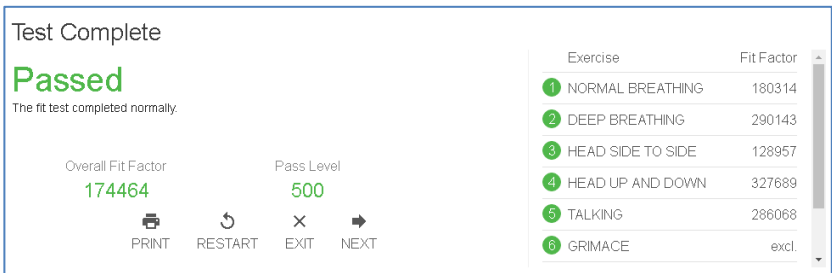 Test Complete
Passed
The fit test completed normally.
Overall Fit Factor Pass Level
174464 500
PRINT RESTART EXIT NEXT
Exercise Fit Factor
1 NORMAL BREATHING 180314
2 DEEP BREATHING 290143
3 HEAD SIDE TO SIDE 128957
4 HEAD UP AND DOWN 327689
5 TALKING 286068
6 GRIMACE excl.